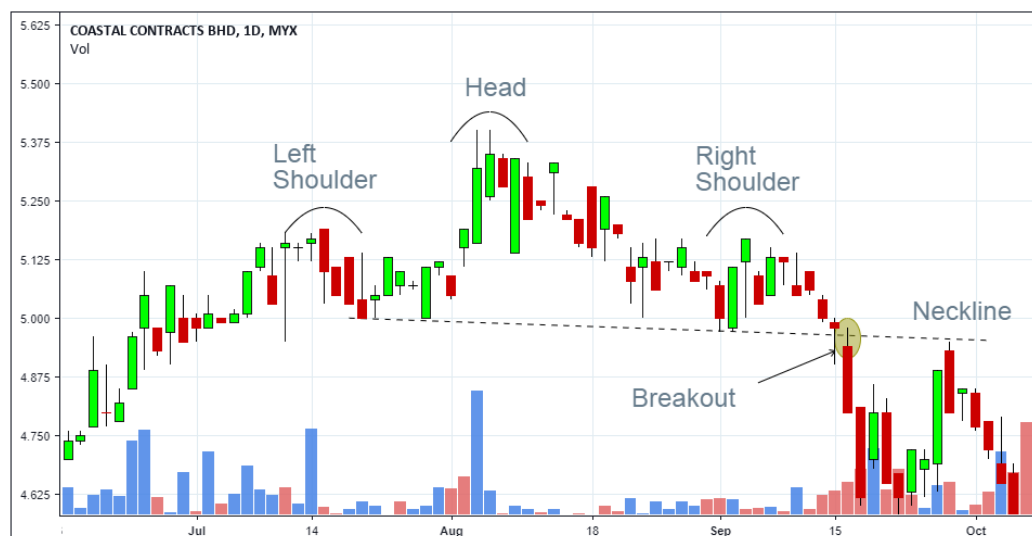 COASTAL CONTRACTS BHD, 1D, MYX
Vol
5.625
5.500
5.375
5.250
5.125
5.000
4.875
4.750
4.625
Head
Left
Shoulder
Right
Shoulder
Neckline
Breakout
Jul
14
Aug
18
Sep
15
Oct